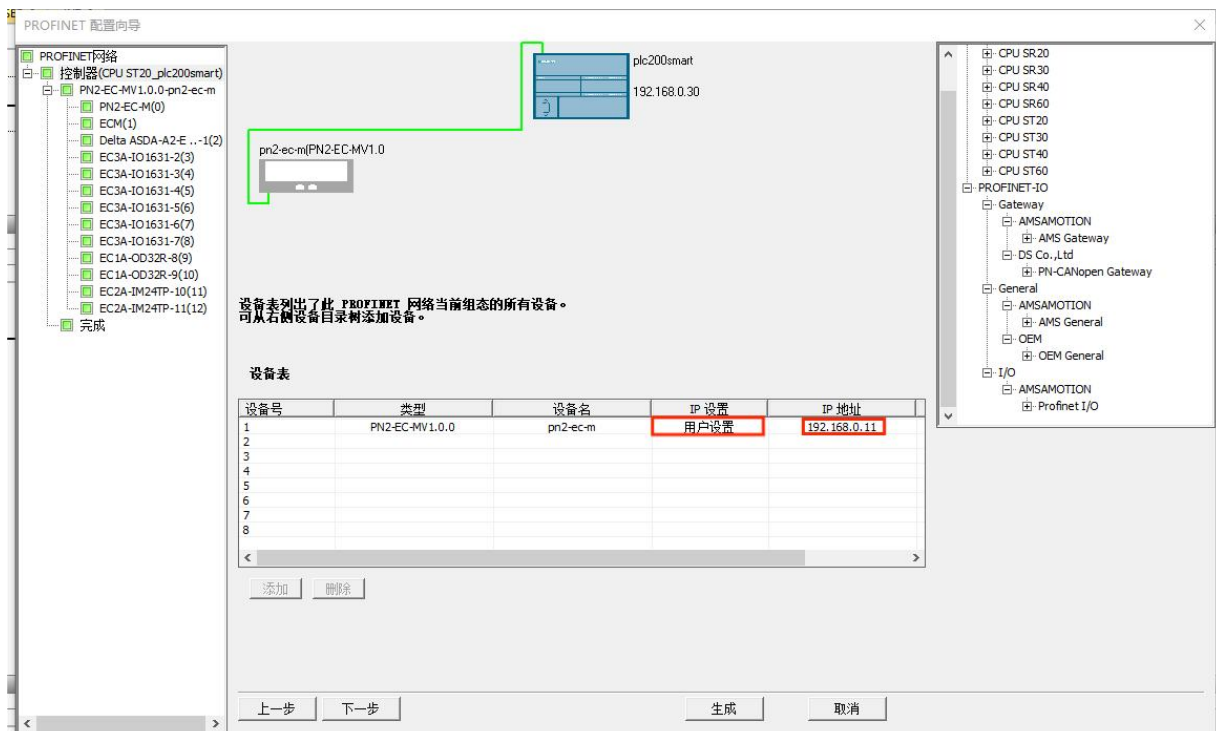 PROFINET 配置向导
PROFINET网络
控制器(CPU ST20_plc200smart)
PN2-EC-MV1.0.0-pn2-ec-m
PN2-EC-M(0)
ECM(1)
Delta ASDA-A2-E ..-1(2)
EC3A-IO1631-2(3)
EC3A-IO1631-3(4)
EC3A-IO1631-4(5)
EC3A-IO1631-5(6)
EC3A-IO1631-6(7)
EC3A-IO1631-7(8)
EC1A-OD32R-8(9)
EC1A-OD32R-9(10)
EC2A-IM24TP-10(11)
EC2A-IM24TP-11(12)
完成
plc200smart
192.168.0.30
pn2-ec-m(PN2-EC-MV1.0
设备表列出了此 PROFINET 网络当前组态的所有设备。
可从右侧设备目录树添加设备。
设备表
设备号 类型 设备名 IP 设置 IP 地址
1 PN2-EC-MV1.0.0 pn2-ec-m 用户设置 192.168.0.11
2
3
4
5
6
7
8
添加 删除
上一步 下一步 生成 取消
CPU SR20
CPU SR30
CPU SR40
CPU SR60
CPU ST20
CPU ST30
CPU ST40
CPU ST60
PROFINET-IO
Gateway
AMSAMOTION
AMS Gateway
DS Co.,Ltd
PN-CANopen Gateway
General
AMSAMOTION
AMS General
OEM
OEM General
I/O
AMSAMOTION
Profinet I/O